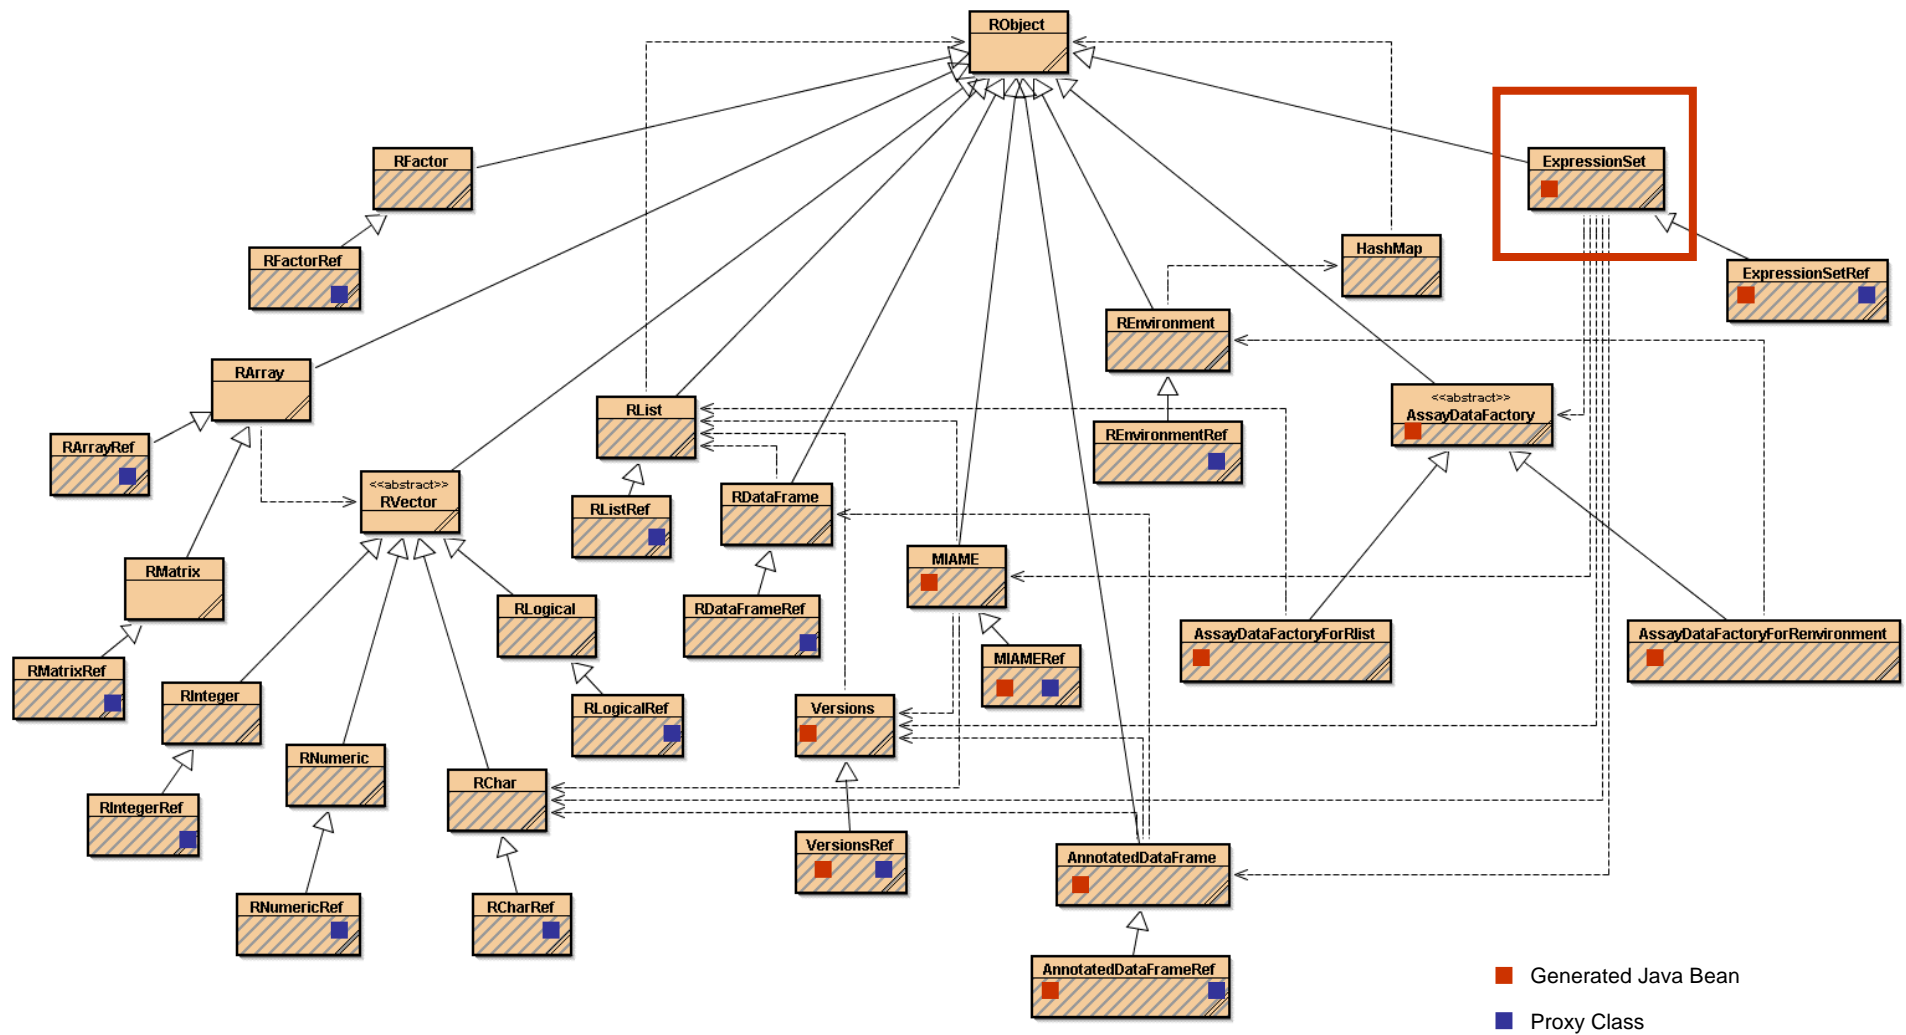 RObject
RFactor
ExpressionSet
HashMap
RFactorRef
ExpressionSetRef
REnvironment
RArray
<<abstract>>
AssayDataFactory
RList
REnvironmentRef
RArrayRef
<<abstract>>
RVector
RDataFrame
RListRef
MIAME
RMatrix
RLogical
RDataFrameRef
AssayDataFactoryForRlist
AssayDataFactoryForRenvironment
MIAMERef
RMatrixRef
RInteger
RLogicalRef
Versions
RNumeric
RChar
RIntegerRef
VersionsRef
AnnotatedDataFrame
RNumericRef
RCharRef
AnnotatedDataFrameRef
Generated Java Bean
Proxy Class